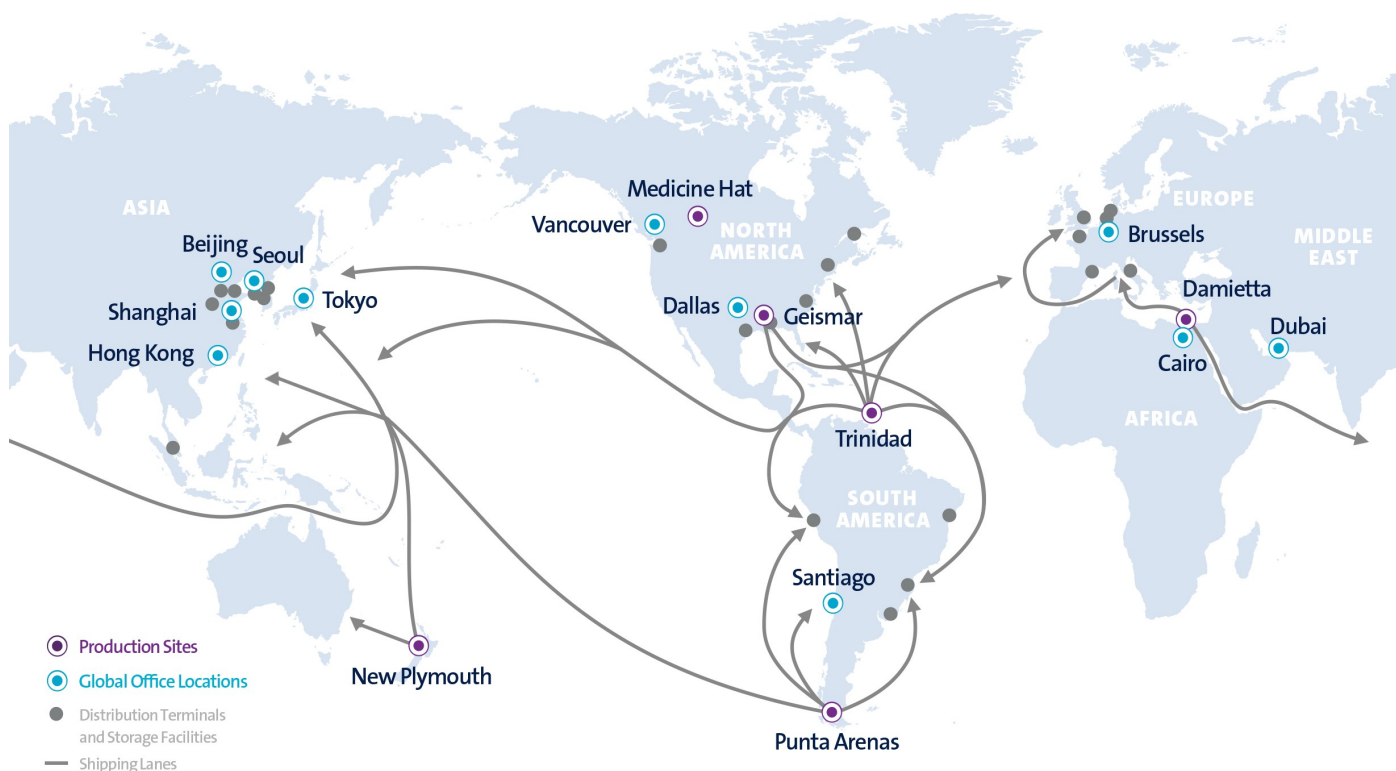 Medicine Hat
ASIA
EUROPE
Vancouver
NORTH
AMERICA
Brussels
MIDDLE
EAST
Beijing
Seoul
Tokyo
Damietta
Shanghai
Dallas
Geismar
Dubai
Hong Kong
Cairo
AFRICA
Trinidad
SOUTH
AMERICA
Santiago
Production Sites
New Plymouth
Global Office Locations
Distribution Terminals
and Storage Facilities
Punta Arenas
Shipping Lanes